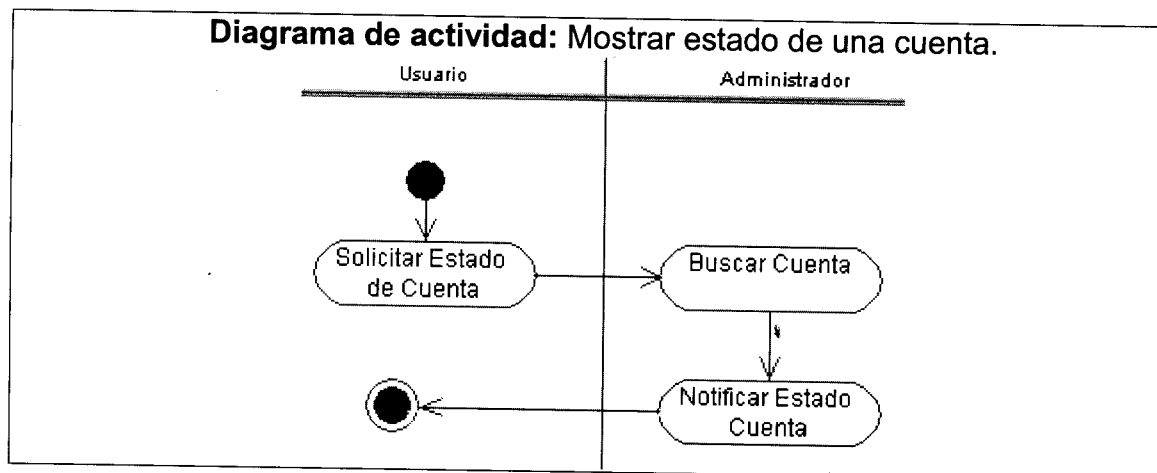 Diagrama de actividad: Mostrar estado de una cuenta.
Usuario
Administrador
Solicitar Estado
de Cuenta
Buscar Cuenta
Notificar Estado
Cuenta